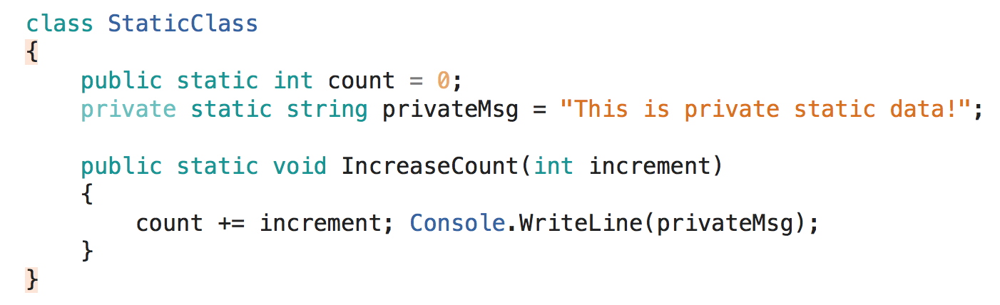 class StaticClass
{
    public static int count = 0;
    private static string privateMsg = "This is private static data!";

    public static void IncreaseCount(int increment)
    {
        count += increment; Console.WriteLine(privateMsg);
    }
}